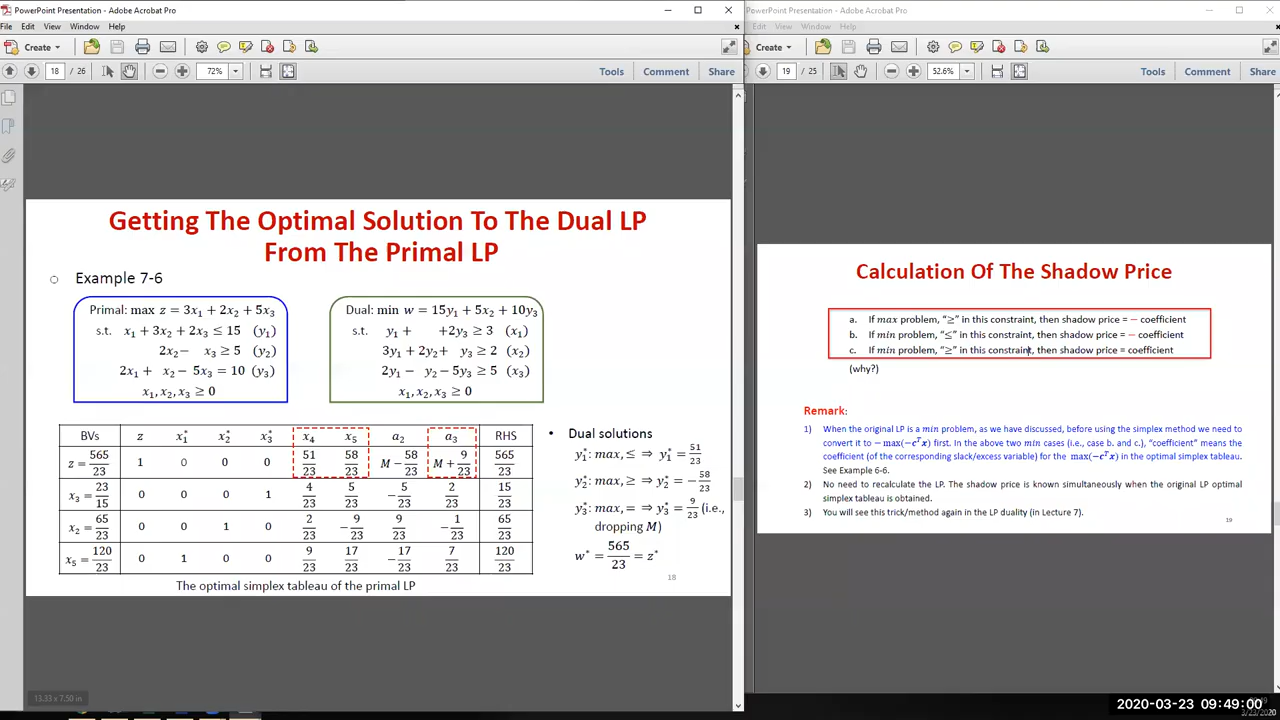 PowerPoint Presentation - Adobe Acrobat Pro
File Edit View Window Help
Create
18 / 26 72% Tools Comment Share
Getting The Optimal Solution To The Dual LP
From The Primal LP
Example 7-6
Primal: max z = 3x₁ + 2x₂ + 5x₃
s.t. x₁ + 3x₂ + 2x₃ ≤ 15 (y₁)
2x₂ − x₃ ≥ 5 (y₂)
2x₁ + x₂ − 5x₃ = 10 (y₃)
x₁, x₂, x₃ ≥ 0
Dual: min w = 15y₁ + 5x₂ + 10y₃
s.t. y₁ + +2y₃ ≥ 3 (x₁)
3y₁ + 2y₂ + y₃ ≥ 2 (x₂)
2y₁ − y₂ − 5y₃ ≥ 5 (x₃)
x₁, x₂, x₃ ≥ 0
BVs z x₁* x₂* x₃* x₄ x₅ a₂ a₃ RHS
z = 565/23 1 0 0 0 51/23 58/23 M − 58/23 M + 9/23 565/23
x₃ = 23/15 0 0 0 1 4/23 5/23 −5/23 2/23 15/23
x₂ = 65/23 0 0 1 0 2/23 −9/23 9/23 −1/23 65/23
x₅ = 120/23 0 1 0 0 9/23 17/23 −17/23 7/23 120/23
The optimal simplex tableau of the primal LP
• Dual solutions
y₁*: max, ≤ ⇒ y₁* = 51/23
y₂*: max, ≥ ⇒ y₂* = −58/23
y₃*: max, = ⇒ y₃* = 9/23 (i.e.,
dropping M)
w* = 565/23 = z*
18
13.33 x 7.50 in
PowerPoint Presentation - Adobe Acrobat Pro
Edit View Window Help
Create
19 / 25 52.6% Tools Comment Share
Calculation Of The Shadow Price
a. If max problem, “≥” in this constraint, then shadow price = − coefficient
b. If min problem, “≤” in this constraint, then shadow price = − coefficient
c. If min problem, “≥” in this constraint, then shadow price = coefficient
(why?)
Remark:
1) When the original LP is a min problem, as we have discussed, before using the simplex method we need to
convert it to −max(−cᵀx) first. In the above two min cases (i.e., case b. and c.), “coefficient” means the
coefficient (of the corresponding slack/excess variable) for the max(−cᵀx) in the optimal simplex tableau.
See Example 6-6.
2) No need to recalculate the LP. The shadow price is known simultaneously when the original LP optimal
simplex tableau is obtained.
3) You will see this trick/method again in the LP duality (in Lecture 7).
19
2020-03-23 09:49:00